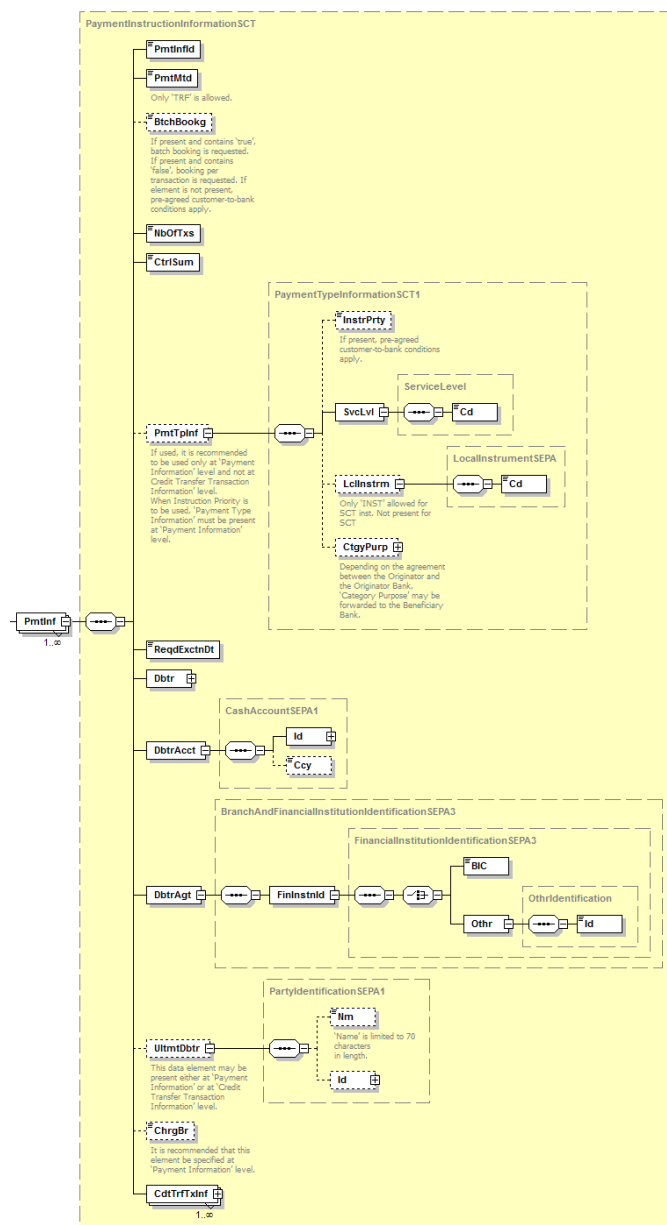 PaymentInstructionInformationSCT
PmtInfId
PmtMtd
Only 'TRF' is allowed.
BtchBookg
If present and contains 'true',
batch booking is requested.
If present and contains
'false', booking per
transaction is requested. If
element is not present,
pre-agreed customer-to-bank
conditions apply.
NbOfTxs
CtrlSum
PaymentTypeInformationSCT1
InstrPrty
If present, pre-agreed
customer-to-bank conditions
apply.
ServiceLevel
SvcLvl
Cd
PmtTpInf
If used, it is recommended
to be used only at 'Payment
Information' level and not at
Credit Transfer Transaction
Information' level.
When Instruction Priority is
to be used. 'Payment Type
Information' must be present
at 'Payment Information'
level.
LocalInstrumentSEPA
LclInstrm
Cd
Only 'INST' allowed for
SCT inst. Not present for
SCT
CtgyPurp
Depending on the agreement
between the Originator and
the Originator Bank,
'Category Purpose' may be
forwarded to the Beneficiary
Bank.
PmtInf
1..∞
ReqdExctnDt
Dbtr
CashAccountSEPA1
DbtrAcct
Id
Ccy
BranchAndFinancialInstitutionIdentificationSEPA3
FinancialInstitutionIdentificationSEPA3
BIC
DbtrAgt
FinInstnId
OthrIdentification
Othr
Id
PartyIdentificationSEPA1
Nm
'Name' is limited to 70
characters
in length.
UltmtDbtr
This data element may be
present either at 'Payment
Information' or at 'Credit
Transfer Transaction
Information' level.
Id
ChrgBr
It is recommended that this
element be specified at
'Payment Information' level.
CdtTrfTxInf
1..∞